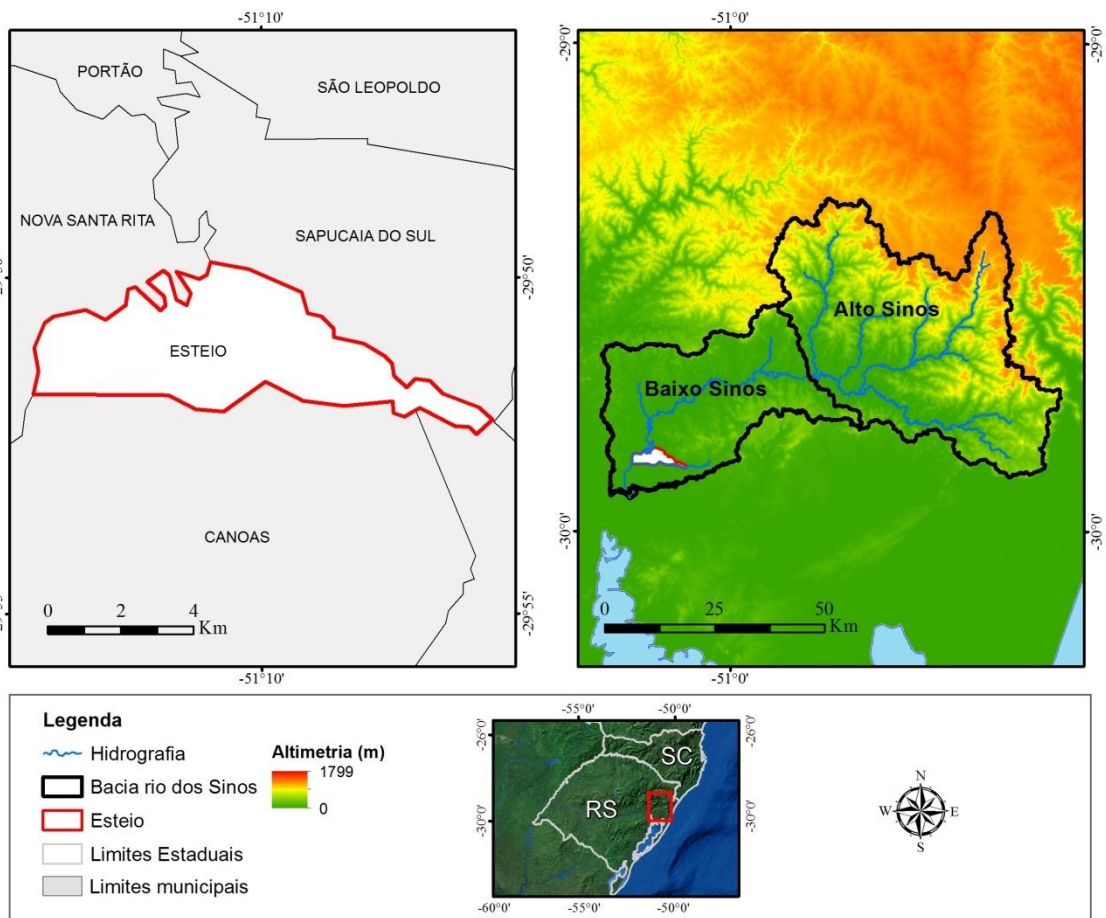 -51°10'
PORTÃO
SÃO LEOPOLDO
NOVA SANTA RITA
SAPUCAIA DO SUL
-29°50'
ESTEIO
CANOAS
0 2 4
Km
-29°55'
-51°10'
-51°0'
-29°0'
-29°0'
Alto Sinos
Baixo Sinos
-30°0'
-30°0'
0 25 50
Km
-51°0'
Legenda
Hidrografia
Bacia rio dos Sinos
Esteio
Limites Estaduais
Limites municipais
Altimetria (m)
1799
0
-55°0' -50°0'
-26°0'
-26°0'
SC
RS
-30°0'
-30°0'
-60°0' -55°0' -50°0'
N
W E
S